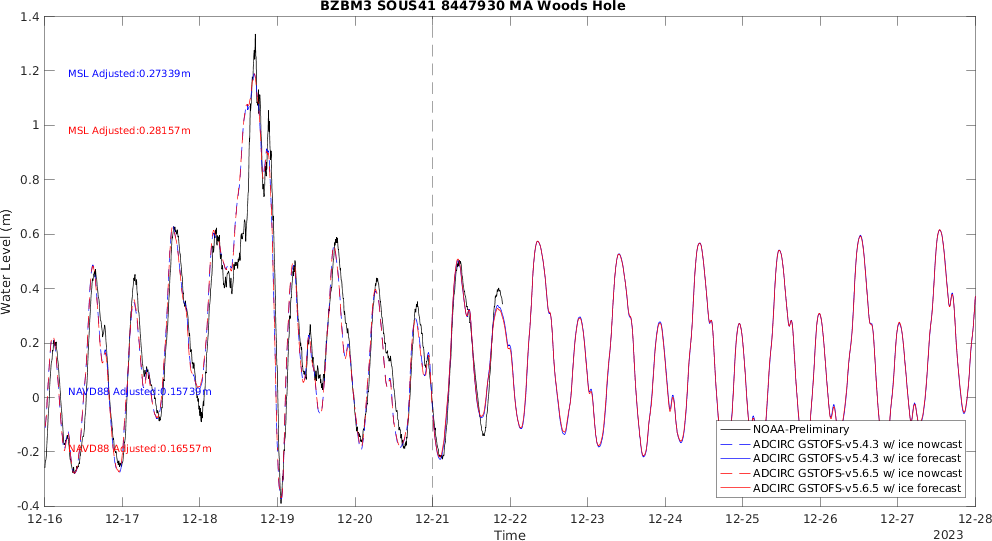 BZBM3 SOUS41 8447930 MA Woods Hole
1.4
1.2
1
0.8
0.6
0.4
0.2
0
-0.2
-0.4
Water Level (m)
MSL Adjusted:0.27339m
MSL Adjusted:0.28157m
NAVD88 Adjusted:0.15739m
NAVD88 Adjusted:0.16557m
NOAA-Preliminary
ADCIRC GSTOFS-v5.4.3 w/ ice nowcast
ADCIRC GSTOFS-v5.4.3 w/ ice forecast
ADCIRC GSTOFS-v5.6.5 w/ ice nowcast
ADCIRC GSTOFS-v5.6.5 w/ ice forecast
12-16 12-17 12-18 12-19 12-20 12-21 12-22 12-23 12-24 12-25 12-26 12-27 12-28
Time
2023